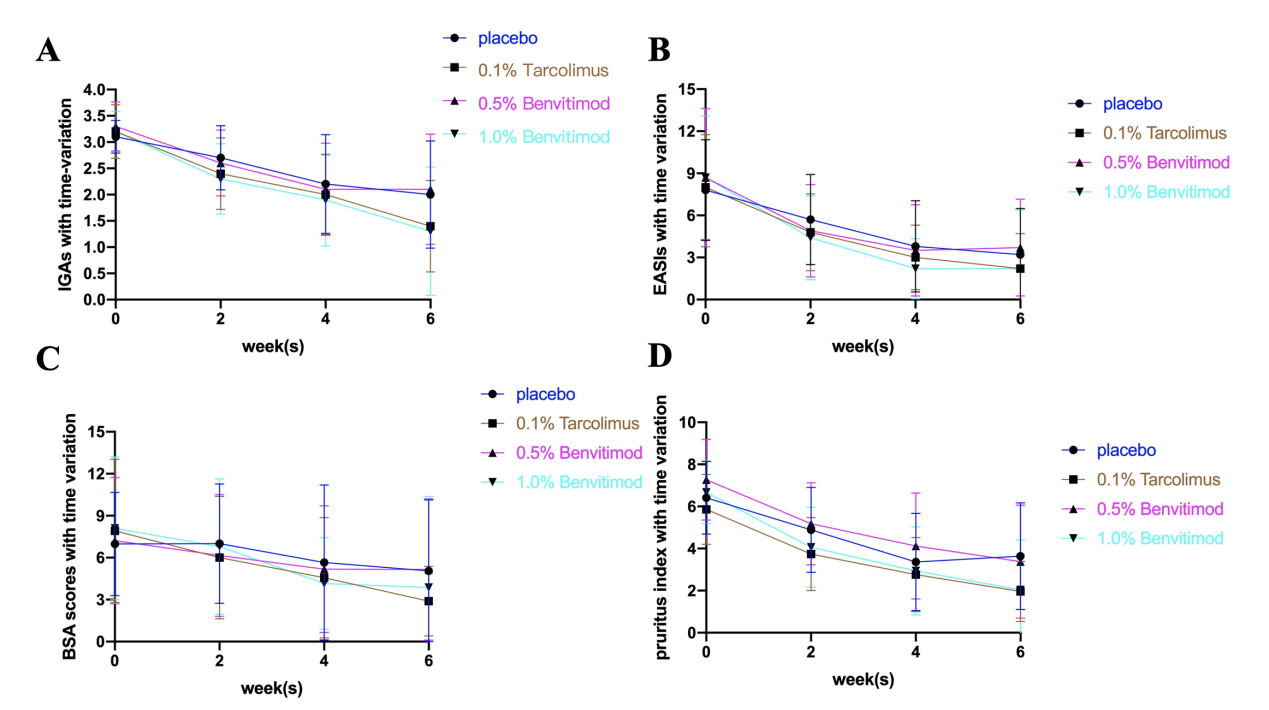 A
placebo
0.1% Tarcolimus
0.5% Benvitimod
1.0% Benvitimod
IGAs with time-variation
4.0
3.5
3.0
2.5
2.0
1.5
1.0
0.5
0.0
0 2 4 6
week(s)
B
placebo
0.1% Tarcolimus
0.5% Benvitimod
1.0% Benvitimod
EASIs with time variation
15
12
9
6
3
0
0 2 4 6
week(s)
C
placebo
0.1% Tarcolimus
0.5% Benvitimod
1.0% Benvitimod
BSA scores with time variation
15
12
9
6
3
0
0 2 4 6
week(s)
D
placebo
0.1% Tarcolimus
0.5% Benvitimod
1.0% Benvitimod
pruritus index with time variation
10
8
6
4
2
0
0 2 4 6
week(s)